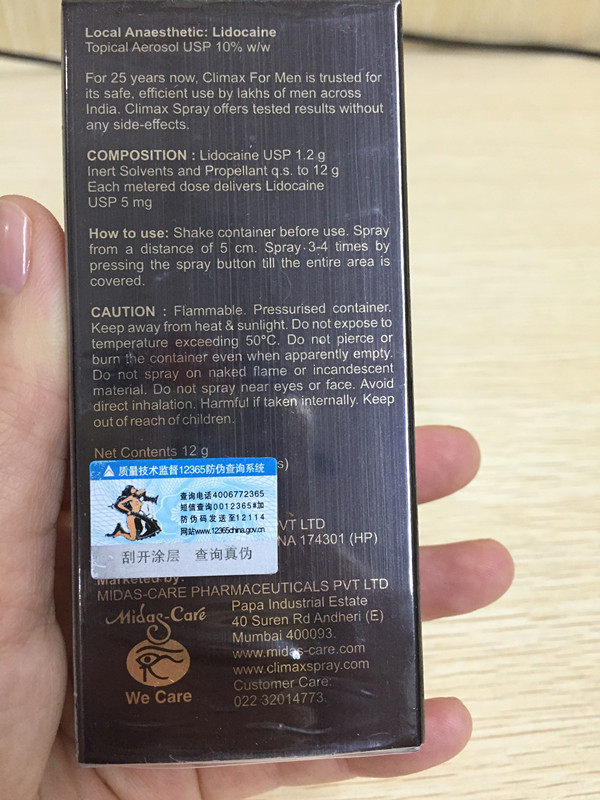 Local Anaesthetic: Lidocaine
Topical Aerosol USP 10% w/w
For 25 years now, Climax For Men is trusted for
its safe, efficient use by lakhs of men across
India. Climax Spray offers tested results without
any side-effects.
COMPOSITION : Lidocaine USP 1.2 g
Inert Solvents and Propellant q.s. to 12 g
Each metered dose delivers Lidocaine
USP 5 mg
How to use: Shake container before use. Spray
from a distance of 5 cm. Spray 3-4 times by
pressing the spray button till the entire area is
covered.
CAUTION : Flammable. Pressurised container.
Keep away from heat & sunlight. Do not expose to
temperature exceeding 50°C. Do not pierce or
burn the container even when apparently empty.
Do not spray on naked flame or incandescent
material. Do not spray near eyes or face. Avoid
direct inhalation. Harmful if taken internally. Keep
out of reach of children.
Net Contents 12 g
质量技术监督12365防伪查询系统
查询电话4006772365
短信查询0012365#加
防伪码发送至12114
网站www.12365china.gov.cn
刮开涂层 查询真伪
PVT LTD
174301 (HP)
Marketed by:
MIDAS-CARE PHARMACEUTICALS PVT LTD
Midas-Care
We Care
Papa Industrial Estate
40 Suren Rd Andheri (E)
Mumbai 400093.
www.midas-care.com
www.climaxspray.com
Customer Care:
022 32014773.